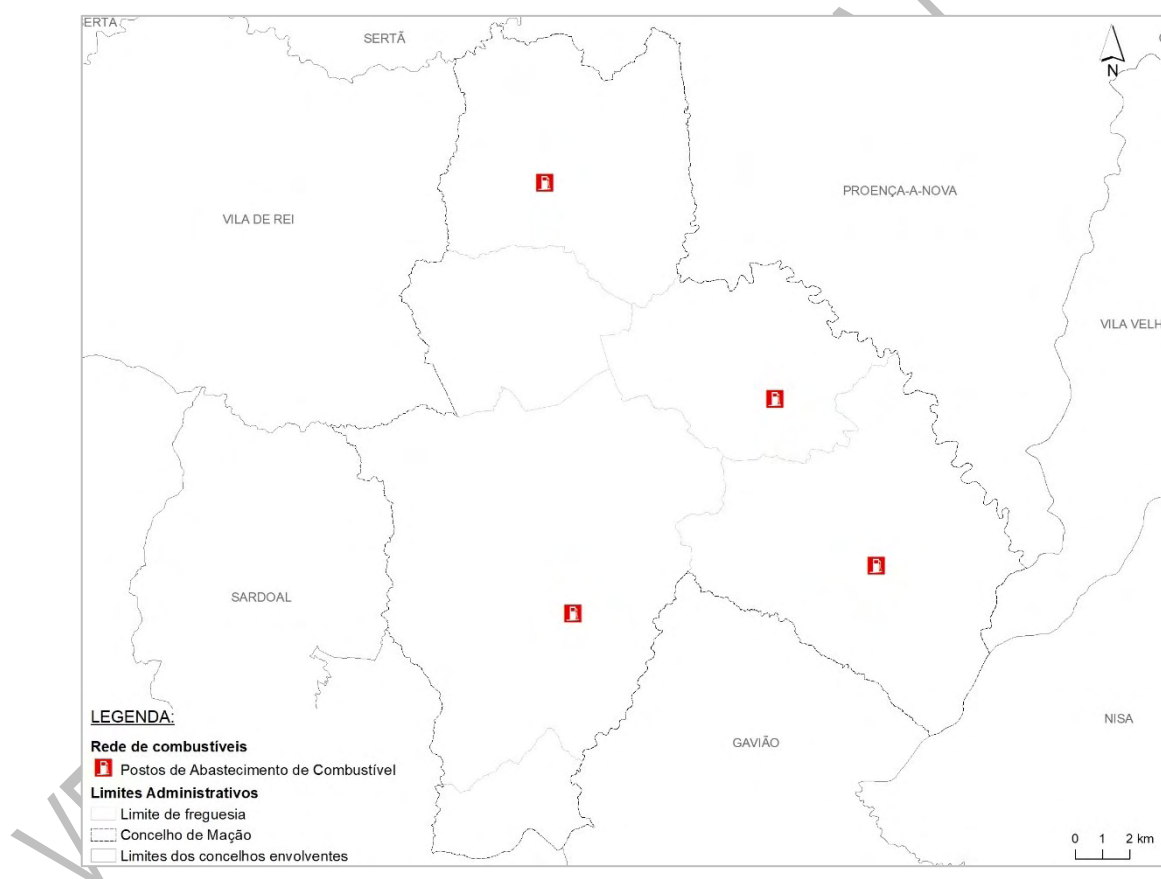 ERTA
SERTÃ
N
PROENÇA-A-NOVA
VILA DE REI
VILA VELH
SARDOAL
NISA
GAVIÃO
LEGENDA:
Rede de combustíveis
Postos de Abastecimento de Combustível
Limites Administrativos
Limite de freguesia
Concelho de Mação
Limites dos concelhos envolventes
0 1 2 km